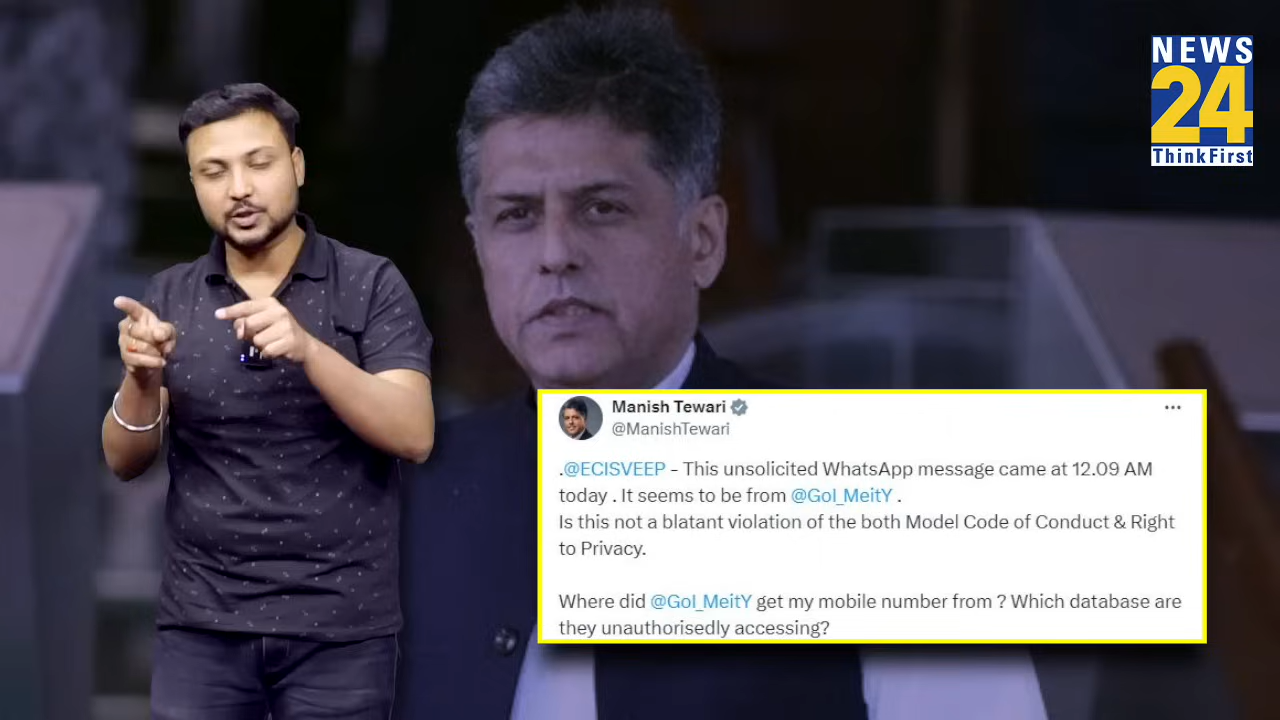 NEWS
24
ThinkFirst
Manish Tewari
@ManishTewari
.@ECISVEEP - This unsolicited WhatsApp message came at 12.09 AM
today . It seems to be from @GoI_MeitY .
Is this not a blatant violation of the both Model Code of Conduct & Right
to Privacy.
Where did @GoI_MeitY get my mobile number from ? Which database are
they unauthorisedly accessing?